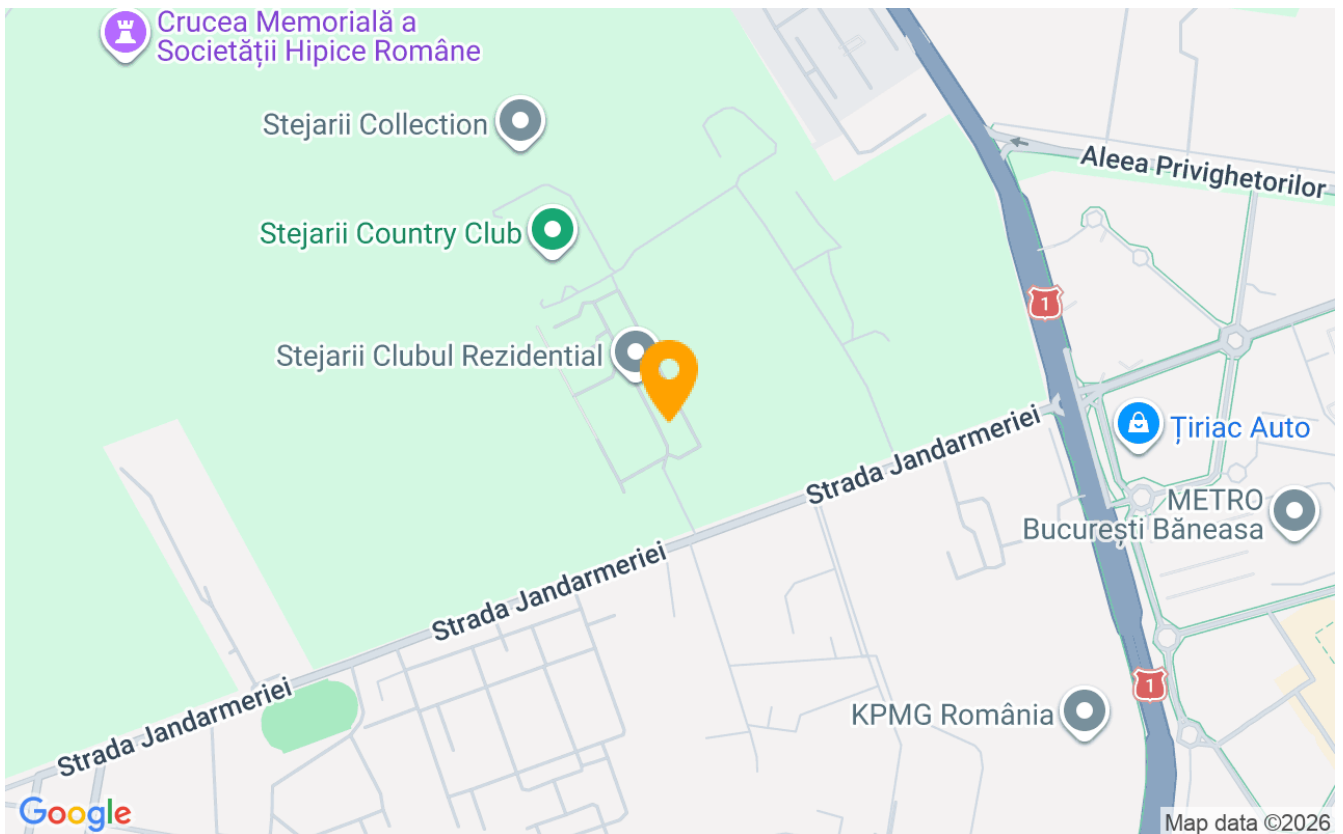 Crucea Memorială a
Societății Hipice Române
Stejarii Collection
Aleea Privighetorilor
Stejarii Country Club
1
Stejarii Clubul Rezidential
Țiriac Auto
Strada Jandarmeriei
METRO
București Băneasa
Strada Jandarmeriei
1
KPMG România
Strada Jandarmeriei
Google
Map data ©2026